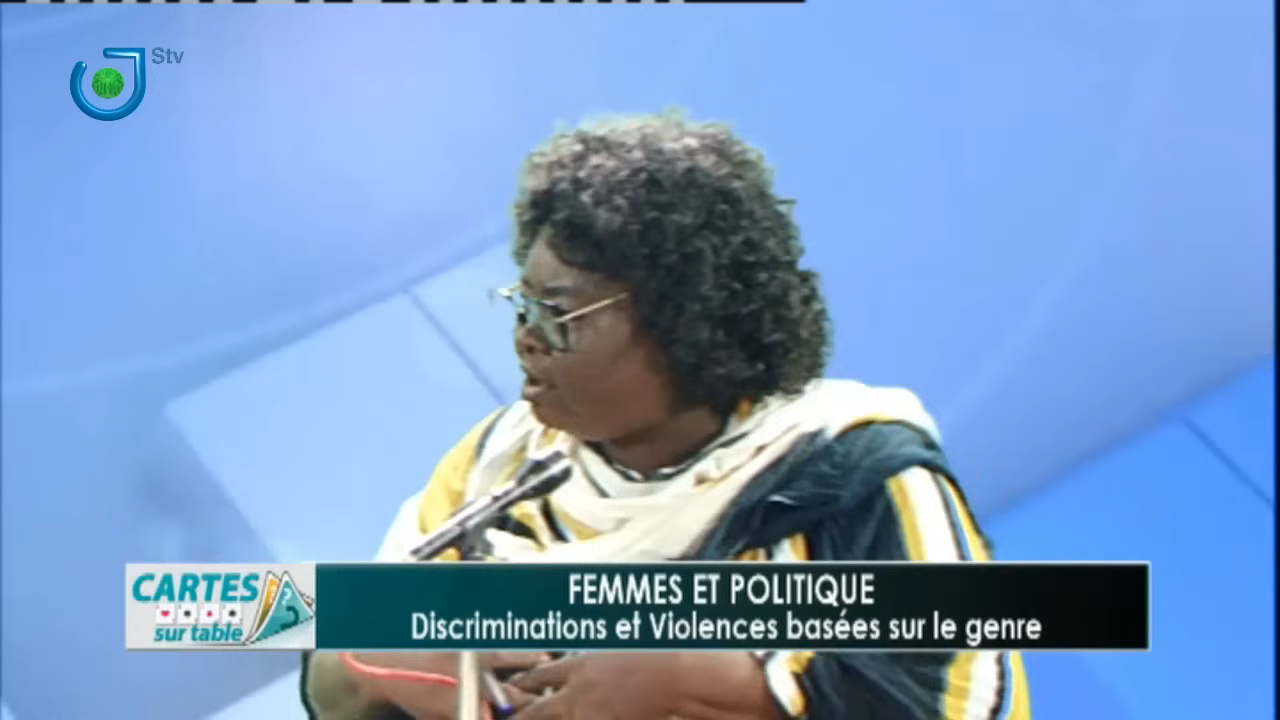 Stv
CARTES
sur table
FEMMES ET POLITIQUE
Discriminations et Violences basées sur le genre